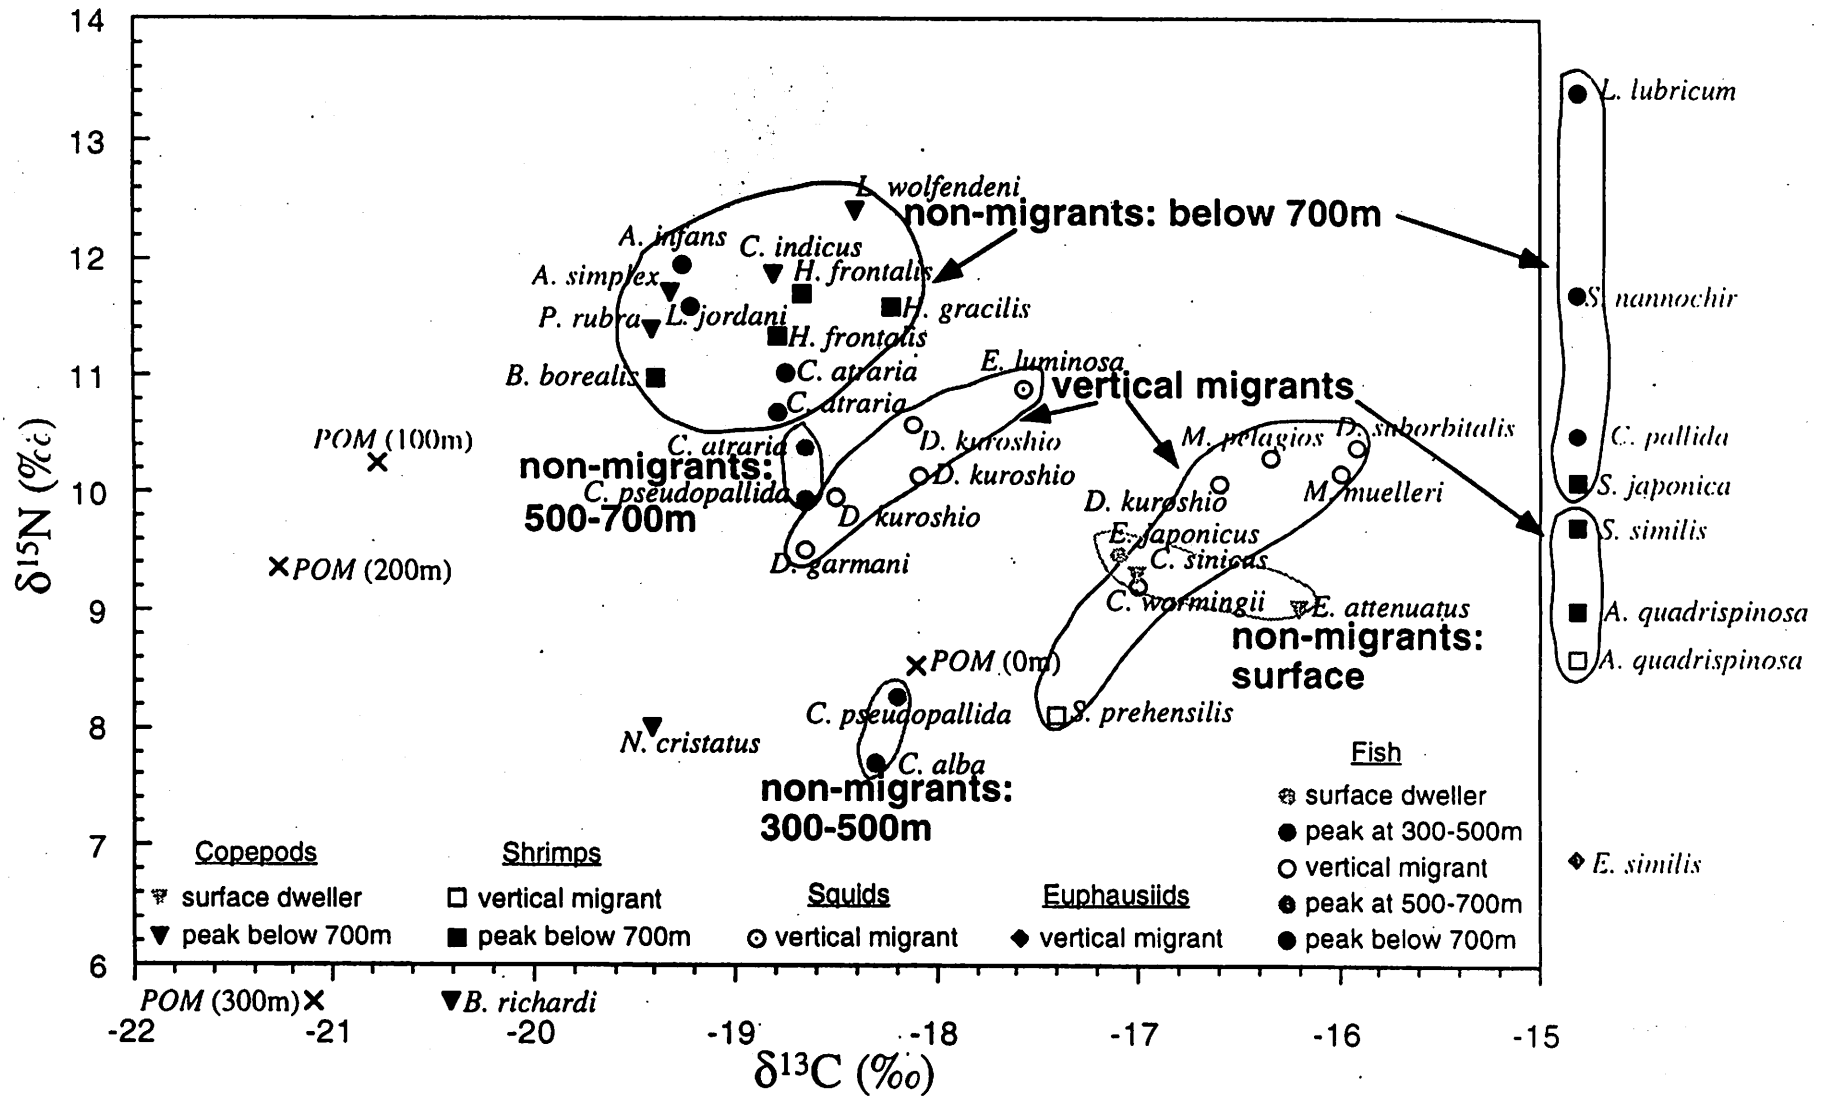 14
13
12
11
10
9
8
7
6
δ15N (‰)
L. wolfendeni
non-migrants: below 700m
A. infans
C. indicus
A. simplex
H. frontalis
P. rubra
L. jordani
H. gracilis
H. frontalis
B. borealis
C. atraria
C. atraria
E. luminosa
vertical migrants
POM (100m)
C. atraria
D. kuroshio
M. pelagios
D. suborbitalis
non-migrants:
500-700m
C. pseudopallida
D. kuroshio
D. kuroshio
M. muelleri
D. kuroshio
E. japonicus
D. garmani
C. sinicas
POM (200m)
C. warmingii
E. attenuatus
non-migrants:
surface
POM (0m)
C. pseudopallida
S. prehensilis
N. cristatus
C. alba
non-migrants:
300-500m
L. lubricum
S. nannochir
C. pallida
S. japonica
S. similis
A. quadrispinosa
A. quadrispinosa
E. similis
Copepods
surface dweller
peak below 700m
Shrimps
vertical migrant
peak below 700m
Squids
vertical migrant
Euphausiids
vertical migrant
Fish
surface dweller
peak at 300-500m
vertical migrant
peak at 500-700m
peak below 700m
POM (300m)
B. richardi
-22
-21
-20
-19
-18
-17
-16
-15
δ13C (‰)